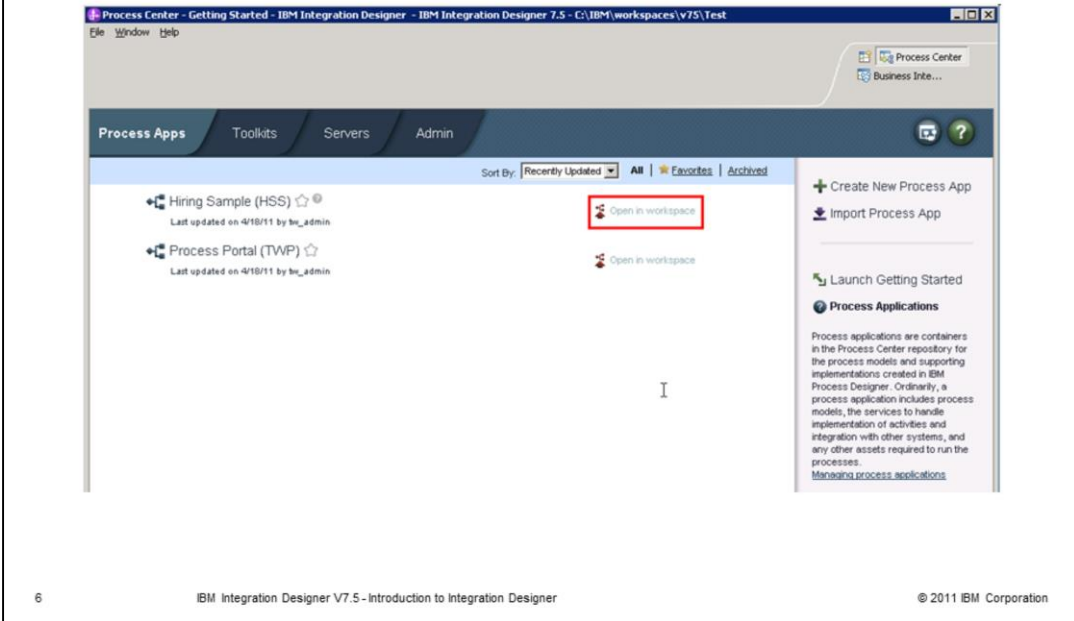 Process Center - Getting Started - IBM Integration Designer - IBM Integration Designer 7.5 - C:\IBM\workspaces\v75\Test
File Window Help
Process Center
Business Inte...
Process Apps Toolkits Servers Admin
Sort By: Recently Updated All | Favorites | Archived
Hiring Sample (HSS)
Open in workspace
Last updated on 4/18/11 by tw_admin
Process Portal (TWP)
Open in workspace
Last updated on 4/18/11 by tw_admin
Create New Process App
Import Process App
Launch Getting Started
Process Applications
Process applications are containers
in the Process Center repository for
the process models and supporting
implementations created in IBM
Process Designer. Ordinarily, a
process application includes process
models, the services to handle
implementation of activities and
integration with other systems, and
any other assets required to run the
processes.
Managing process applications
6 IBM Integration Designer V7.5 - Introduction to Integration Designer © 2011 IBM Corporation